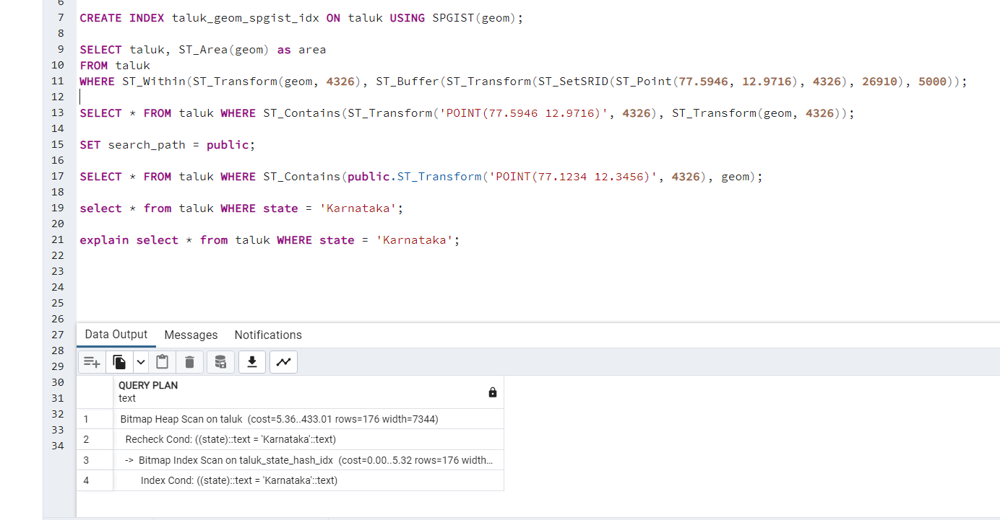 6
7 CREATE INDEX taluk_geom_spgist_idx ON taluk USING SPGIST(geom);
8
9 SELECT taluk, ST_Area(geom) as area
10 FROM taluk
11 WHERE ST_Within(ST_Transform(geom, 4326), ST_Buffer(ST_Transform(ST_SetSRID(ST_Point(77.5946, 12.9716), 4326), 26910), 5000));
12
13 SELECT * FROM taluk WHERE ST_Contains(ST_Transform('POINT(77.5946 12.9716)', 4326), ST_Transform(geom, 4326));
14
15 SET search_path = public;
16
17 SELECT * FROM taluk WHERE ST_Contains(public.ST_Transform('POINT(77.1234 12.3456)', 4326), geom);
18
19 select * from taluk WHERE state = 'Karnataka';
20
21 explain select * from taluk WHERE state = 'Karnataka';
22
23
24
25
26
27
28
29
30
31
32
33
34
Data Output Messages Notifications
QUERY PLAN
text
1 Bitmap Heap Scan on taluk (cost=5.36..433.01 rows=176 width=7344)
2 Recheck Cond: ((state)::text = 'Karnataka'::text)
3 -> Bitmap Index Scan on taluk_state_hash_idx (cost=0.00..5.32 rows=176 width...
4 Index Cond: ((state)::text = 'Karnataka'::text)